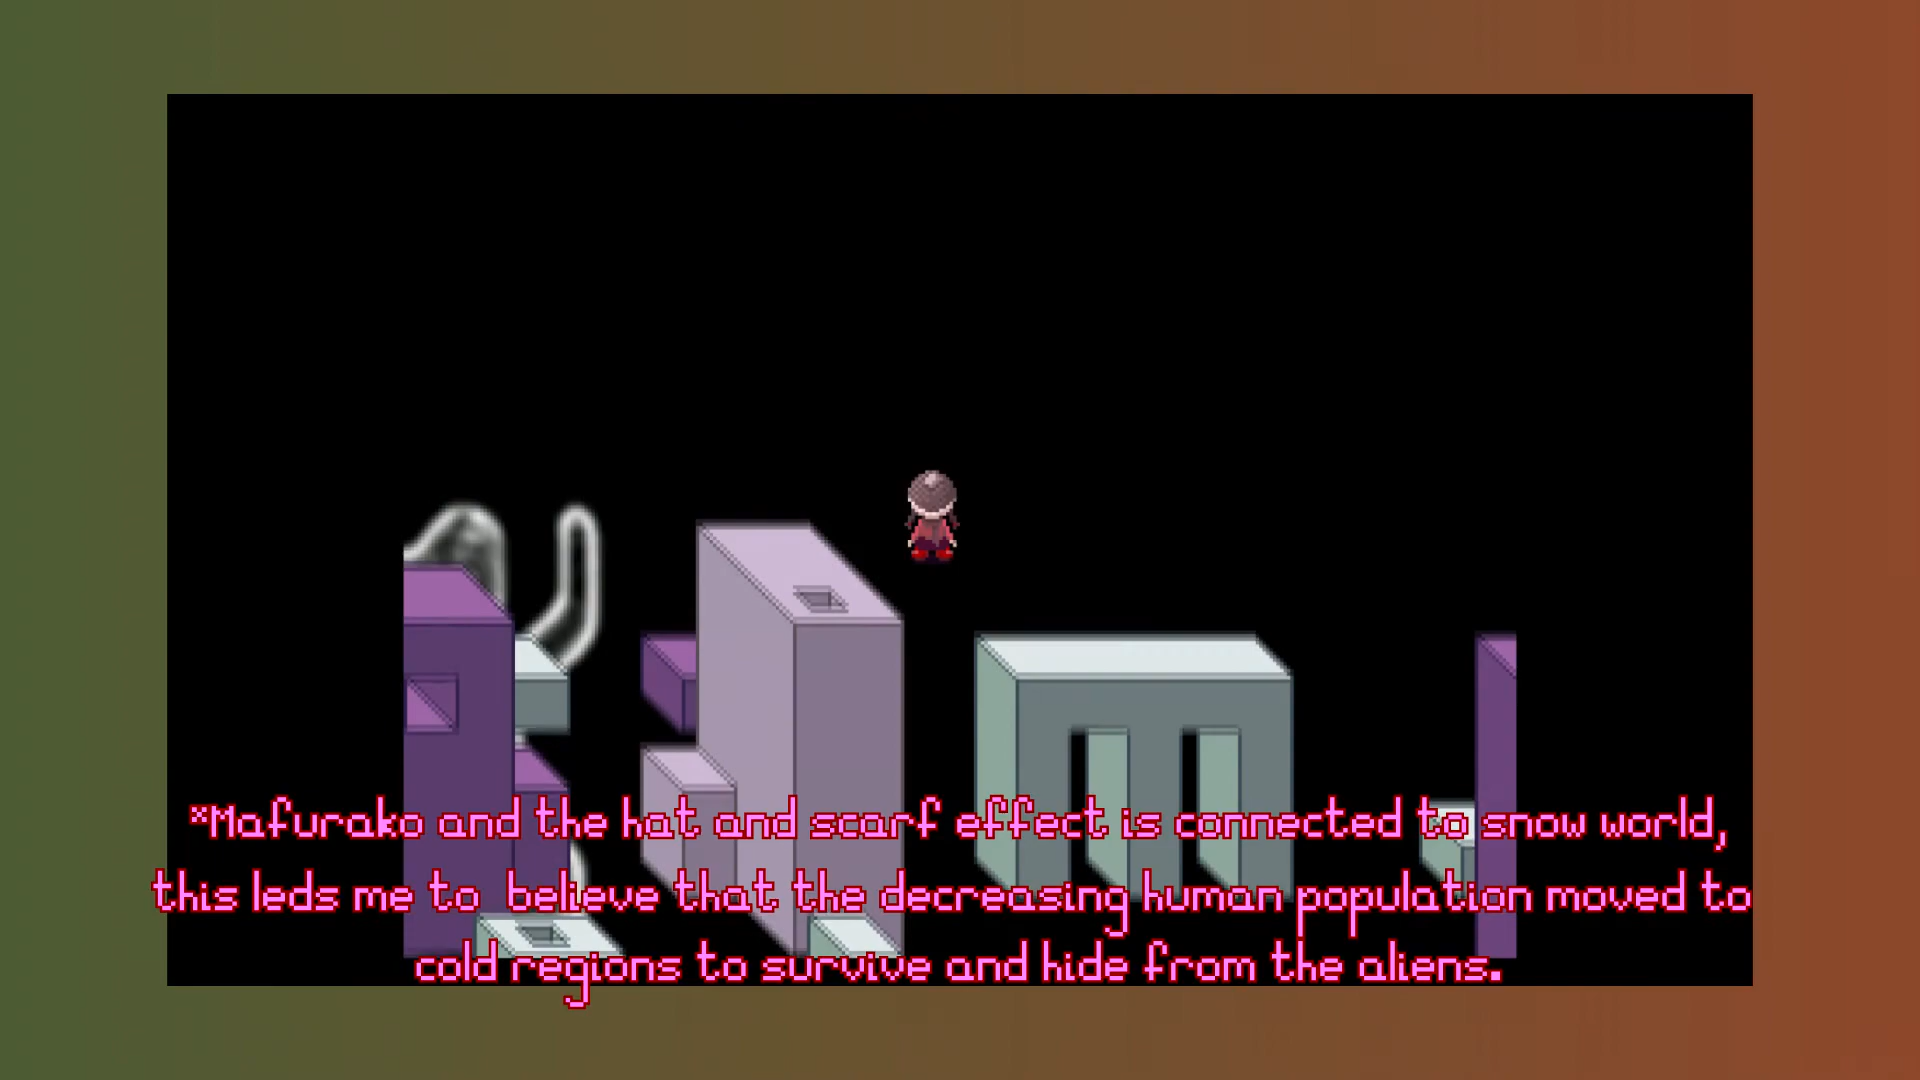 *Mafurako and the hat and scarf effect is connected to snow world,
this leds me to believe that the decreasing human population moved to
cold regions to survive and hide from the aliens.